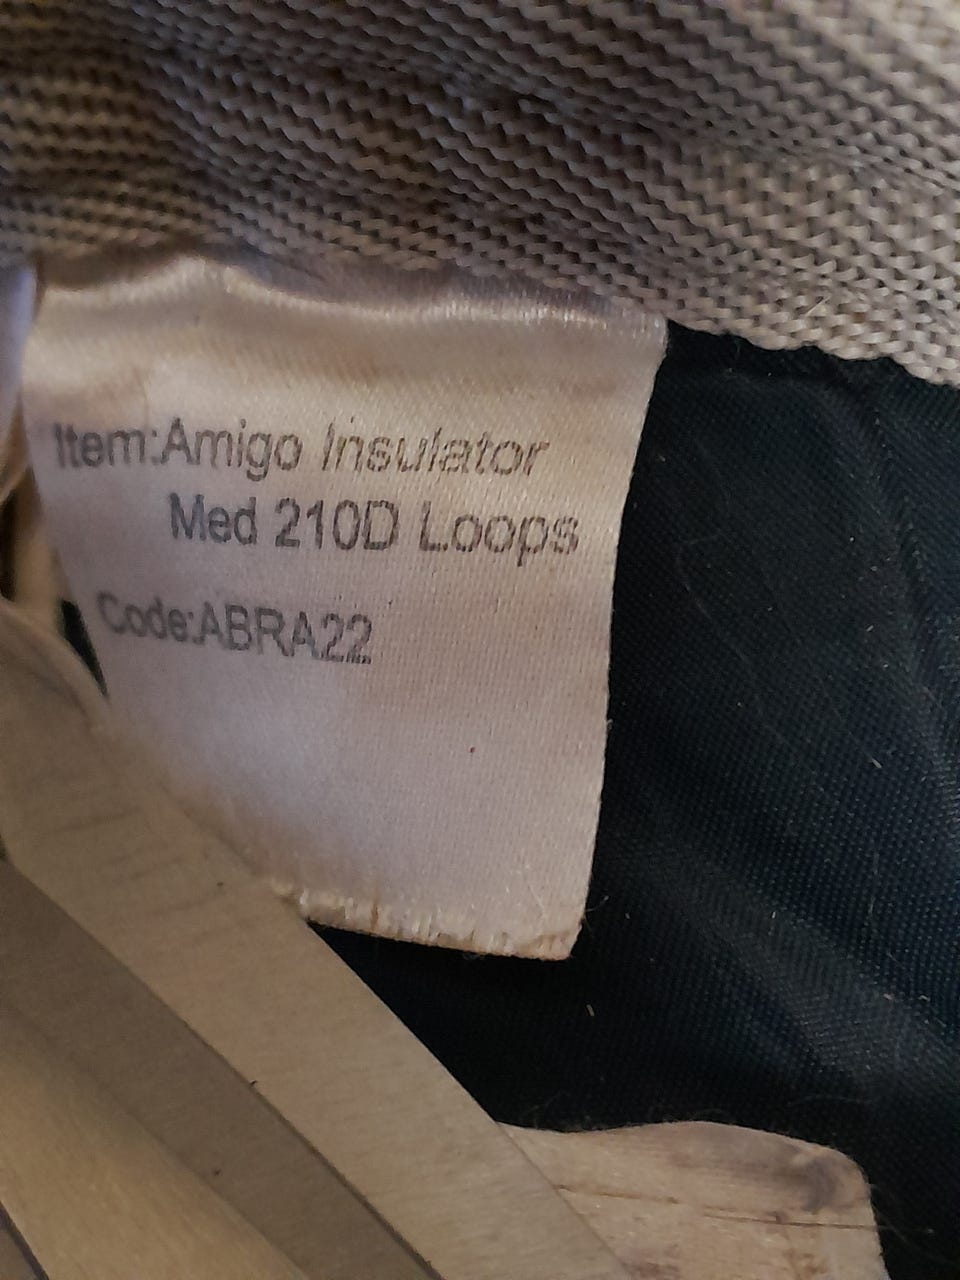 Item:Amigo Insulator
Med 210D Loops
Code:ABRA22